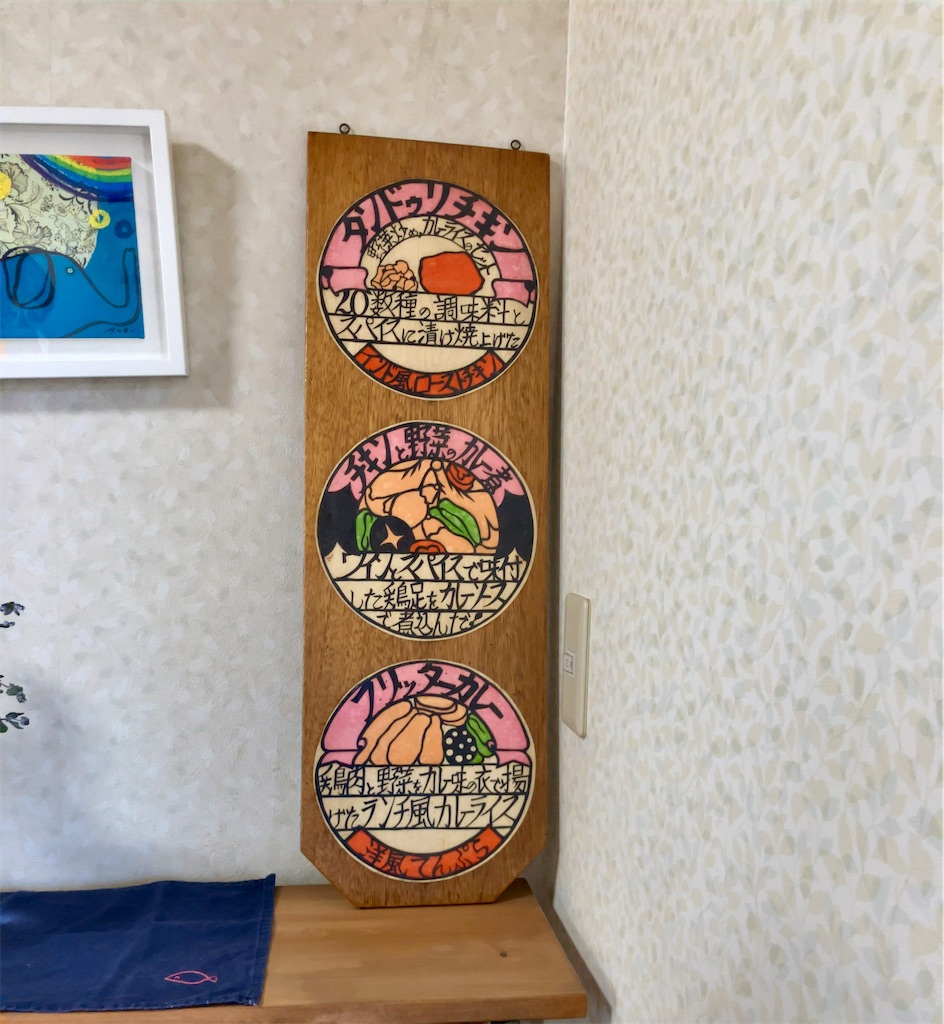 タンドゥリチキン
野菜炒め、カレーライスのセット
20数種の調味料と
スパイスに漬け焼上げた
インド風ローストチキン
チキンと野菜のカレー煮
ワインとスパイスで味付
した鶏足をカレーソース
で煮込んだ!
フリッターカレー
鶏肉と野菜をカレー味の衣で揚
げたランチ風カレーライス
洋風てんぷら